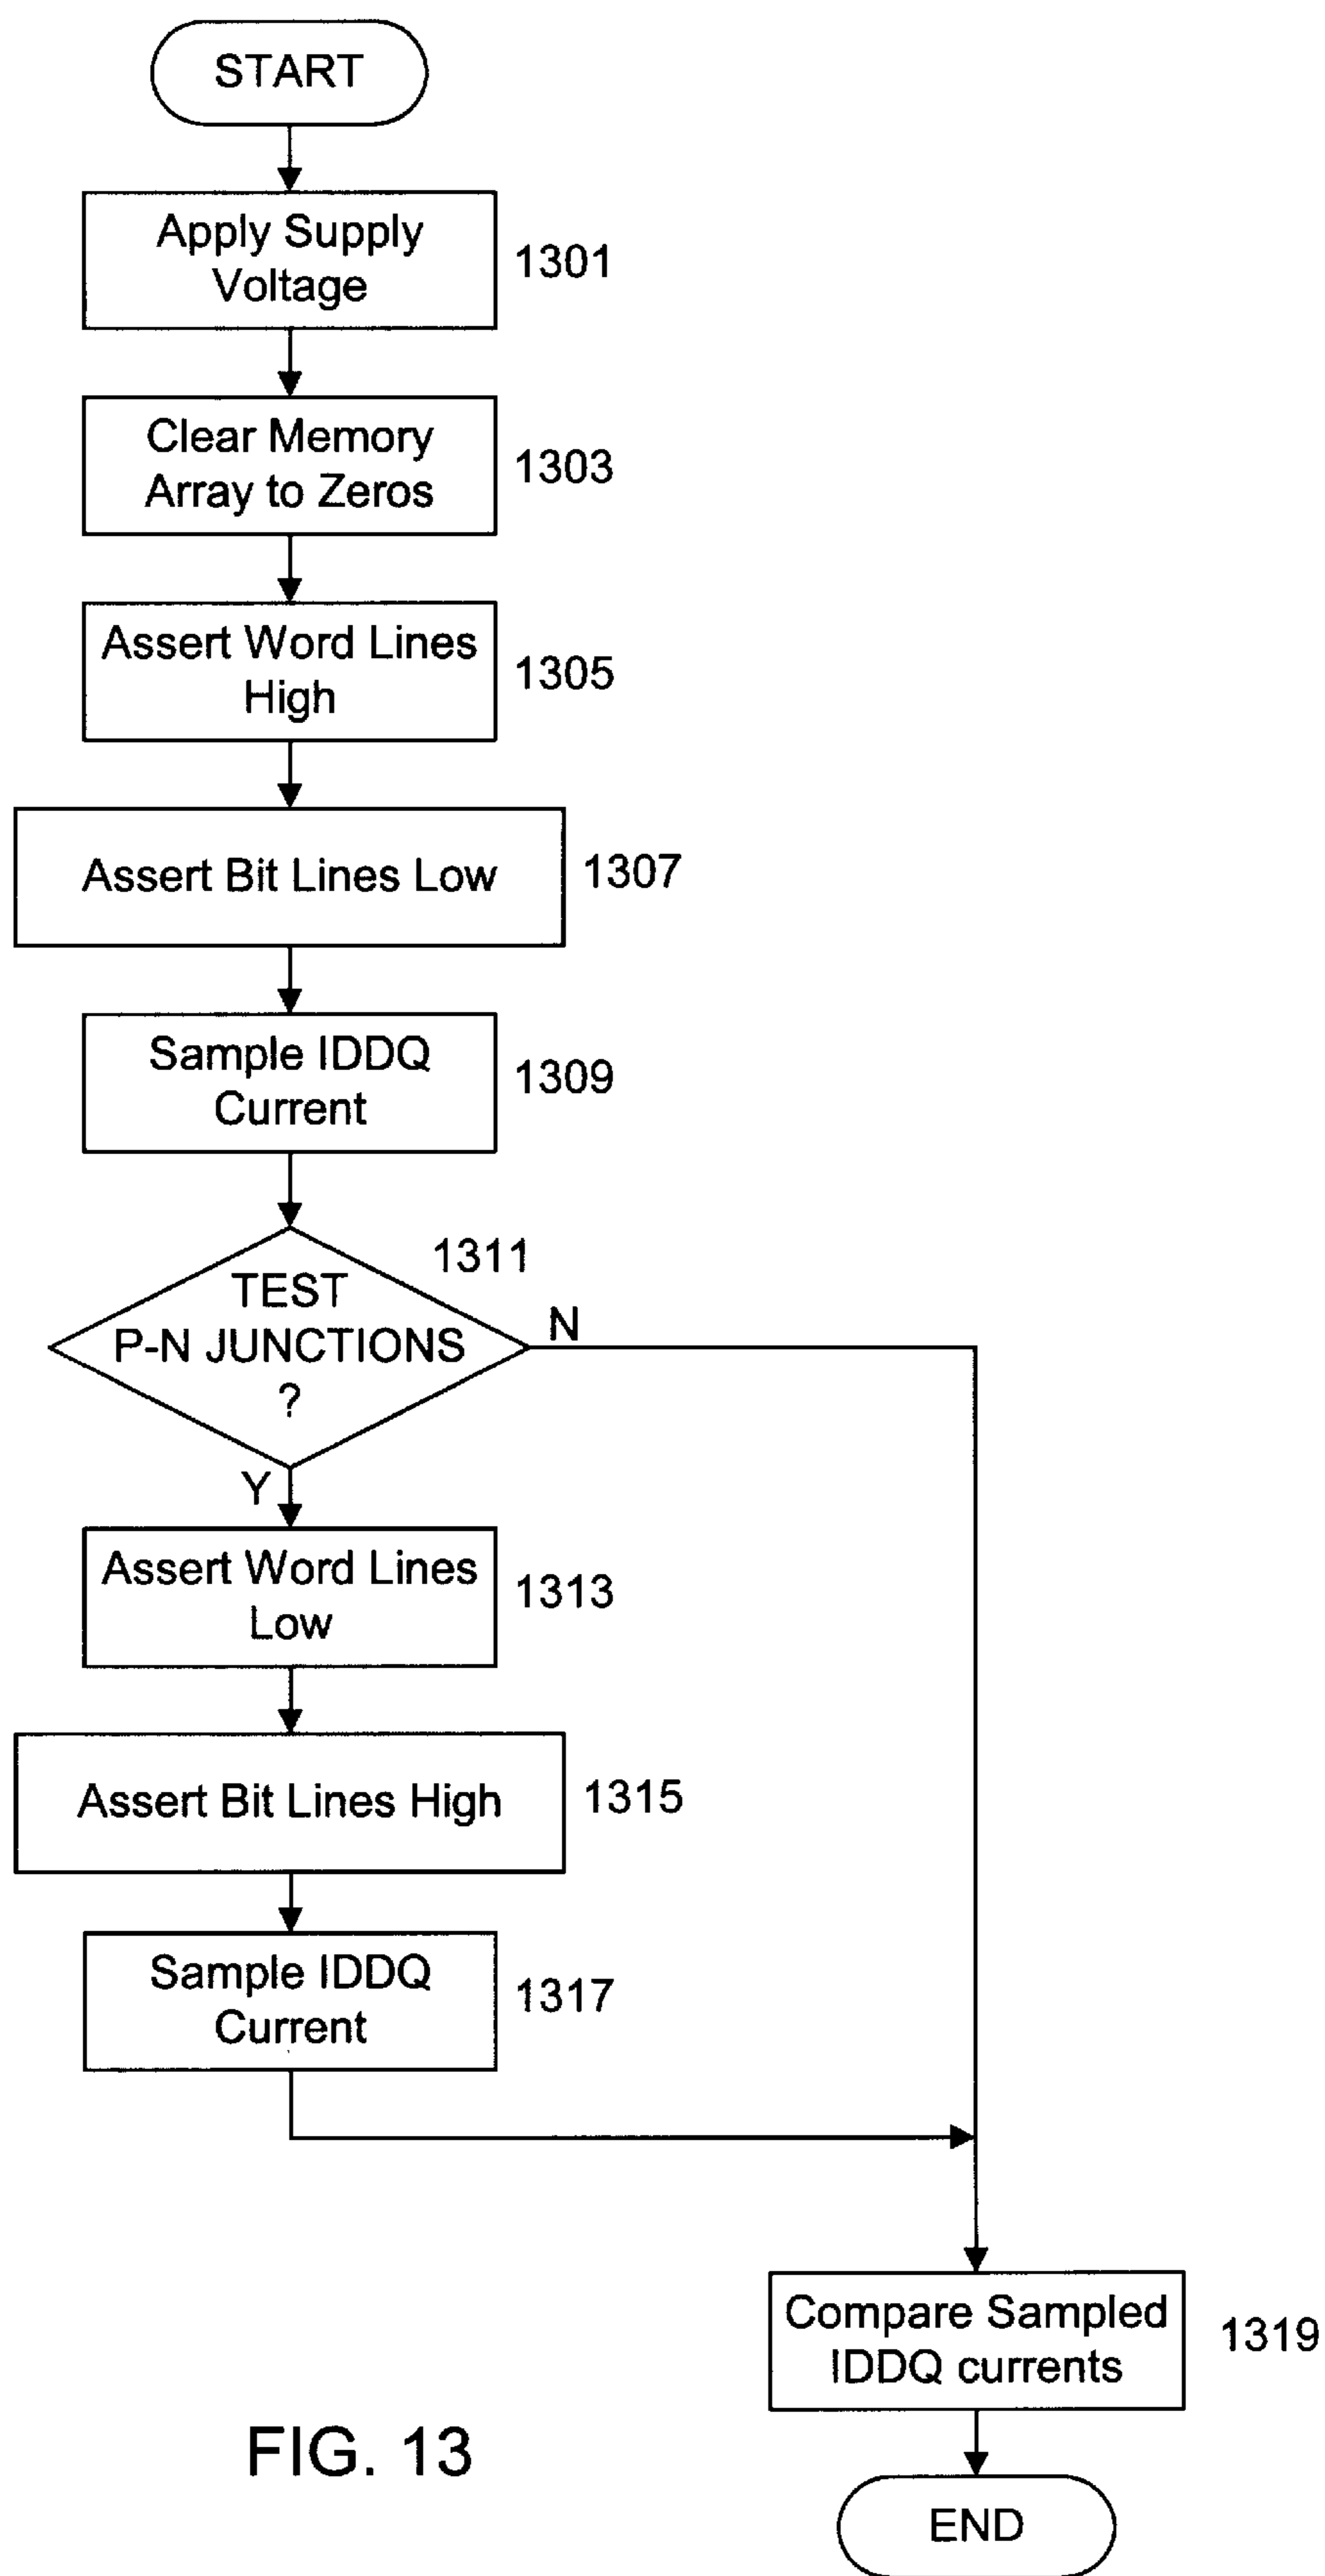 START
Apply Supply
Voltage
1301
Clear Memory
Array to Zeros
1303
Assert Word Lines
High
1305
Assert Bit Lines Low
1307
Sample IDDQ
Current
1309
1311
TEST
P-N JUNCTIONS
?
N
Y
Assert Word Lines
Low
1313
Assert Bit Lines High
1315
Sample IDDQ
Current
1317
Compare Sampled
IDDQ currents
1319
FIG. 13
END